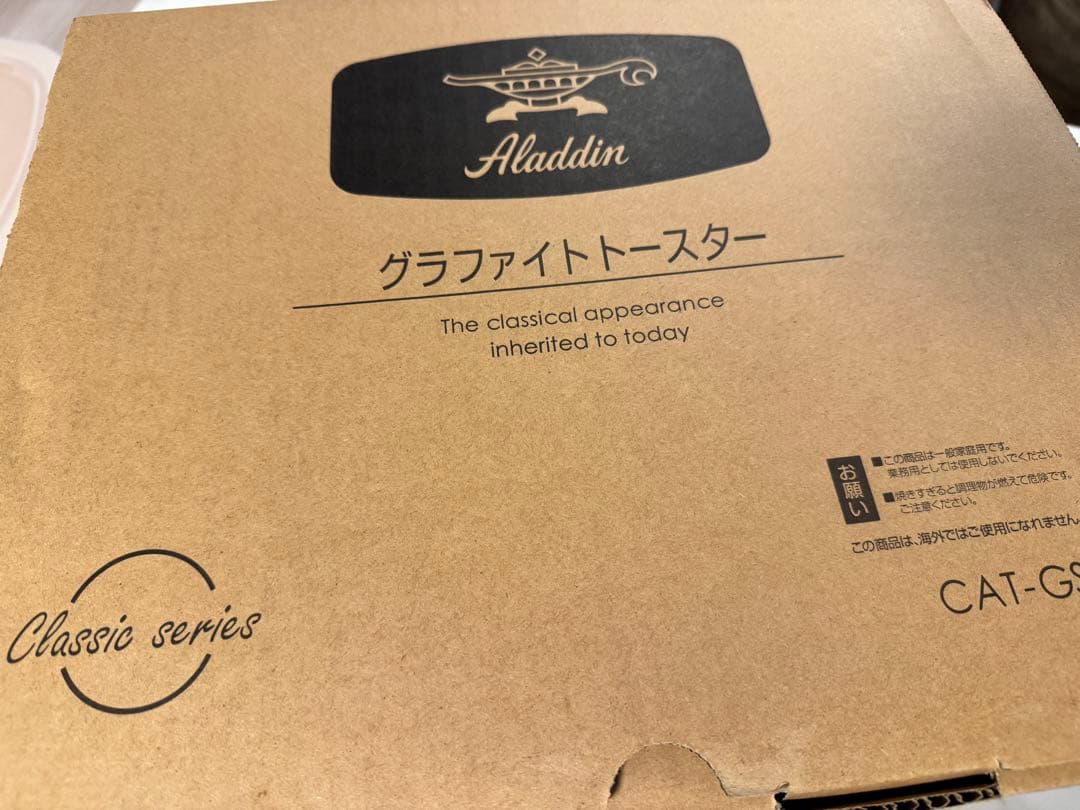 Aladdin
グラファイトトースター
The classical appearance
inherited to today
お願い
■この商品は一般家庭用です。
業務用としては使用しないでください。
■焼きすぎると調理物が燃えて危険です。
ご注意ください。
この商品は、海外ではご使用になれません。
CAT-GS
Classic series